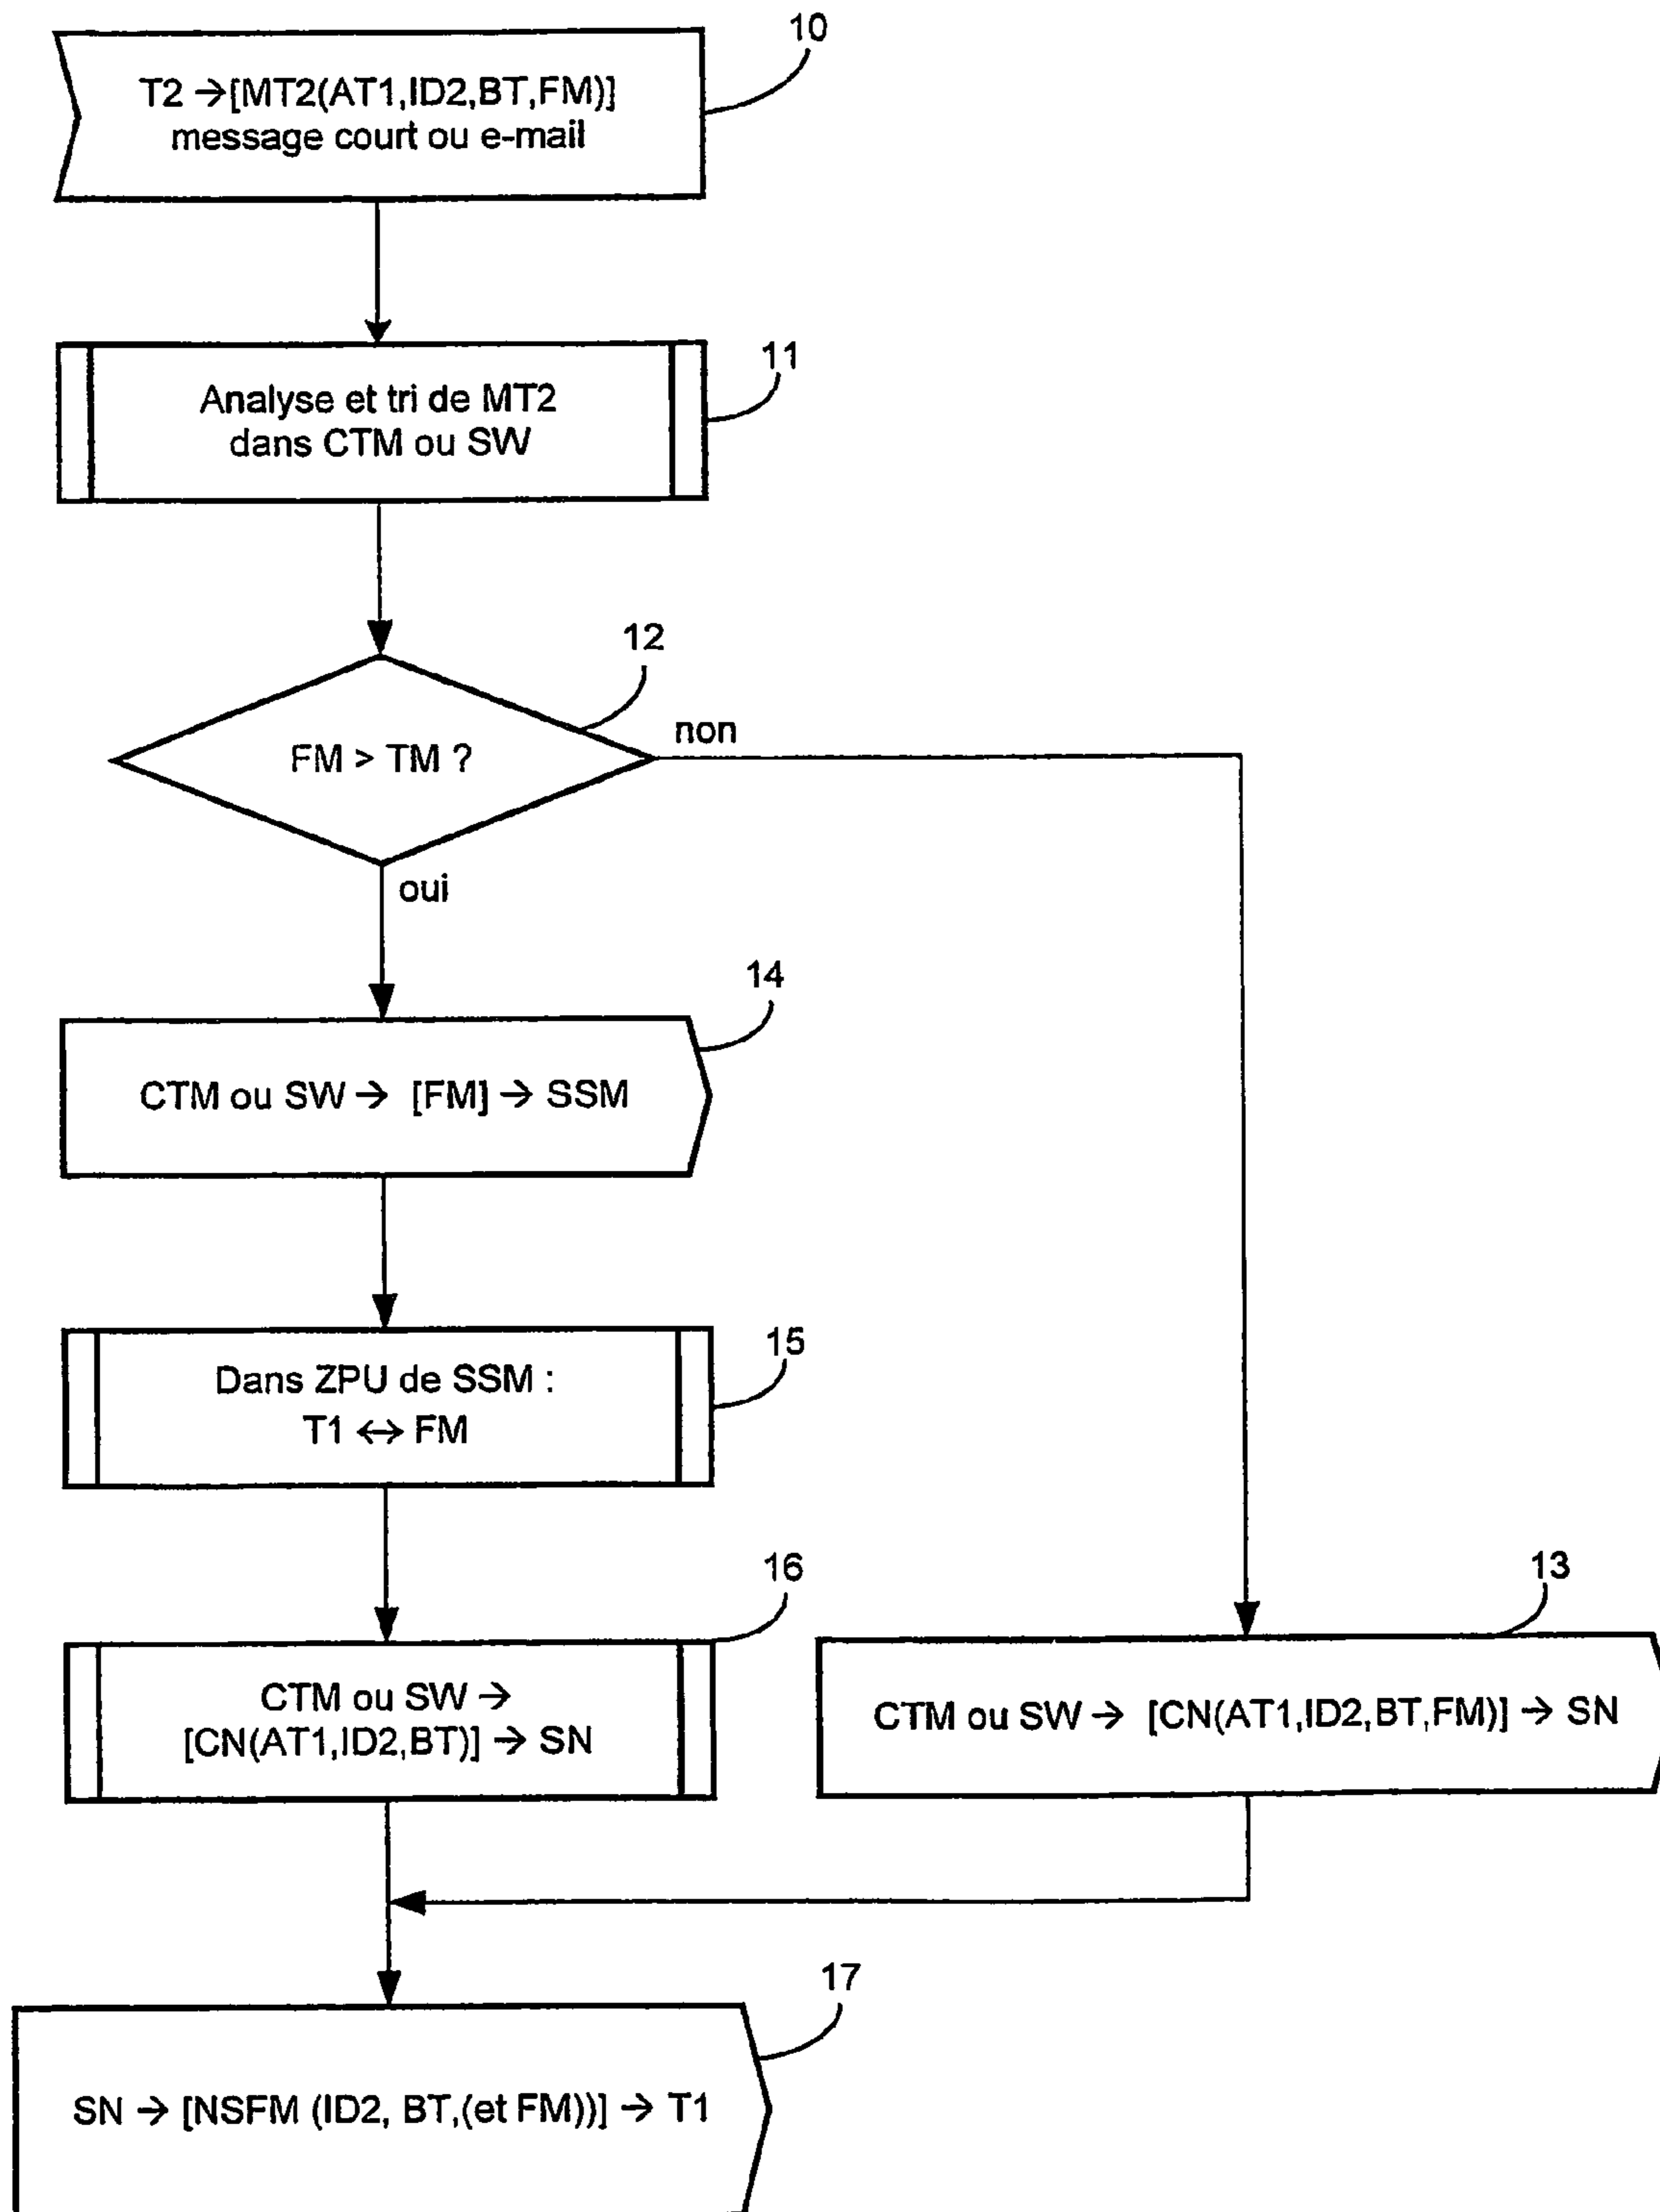 10
T2 →[MT2(AT1,ID2,BT,FM)]
message court ou e-mail
11
Analyse et tri de MT2
dans CTM ou SW
12
FM > TM ?
non
oui
14
CTM ou SW → [FM] → SSM
15
Dans ZPU de SSM :
T1 ↔ FM
16
CTM ou SW →
[CN(AT1,ID2,BT)] → SN
13
CTM ou SW → [CN(AT1,ID2,BT,FM)] → SN
17
SN → [NSFM (ID2, BT,(et FM))] → T1